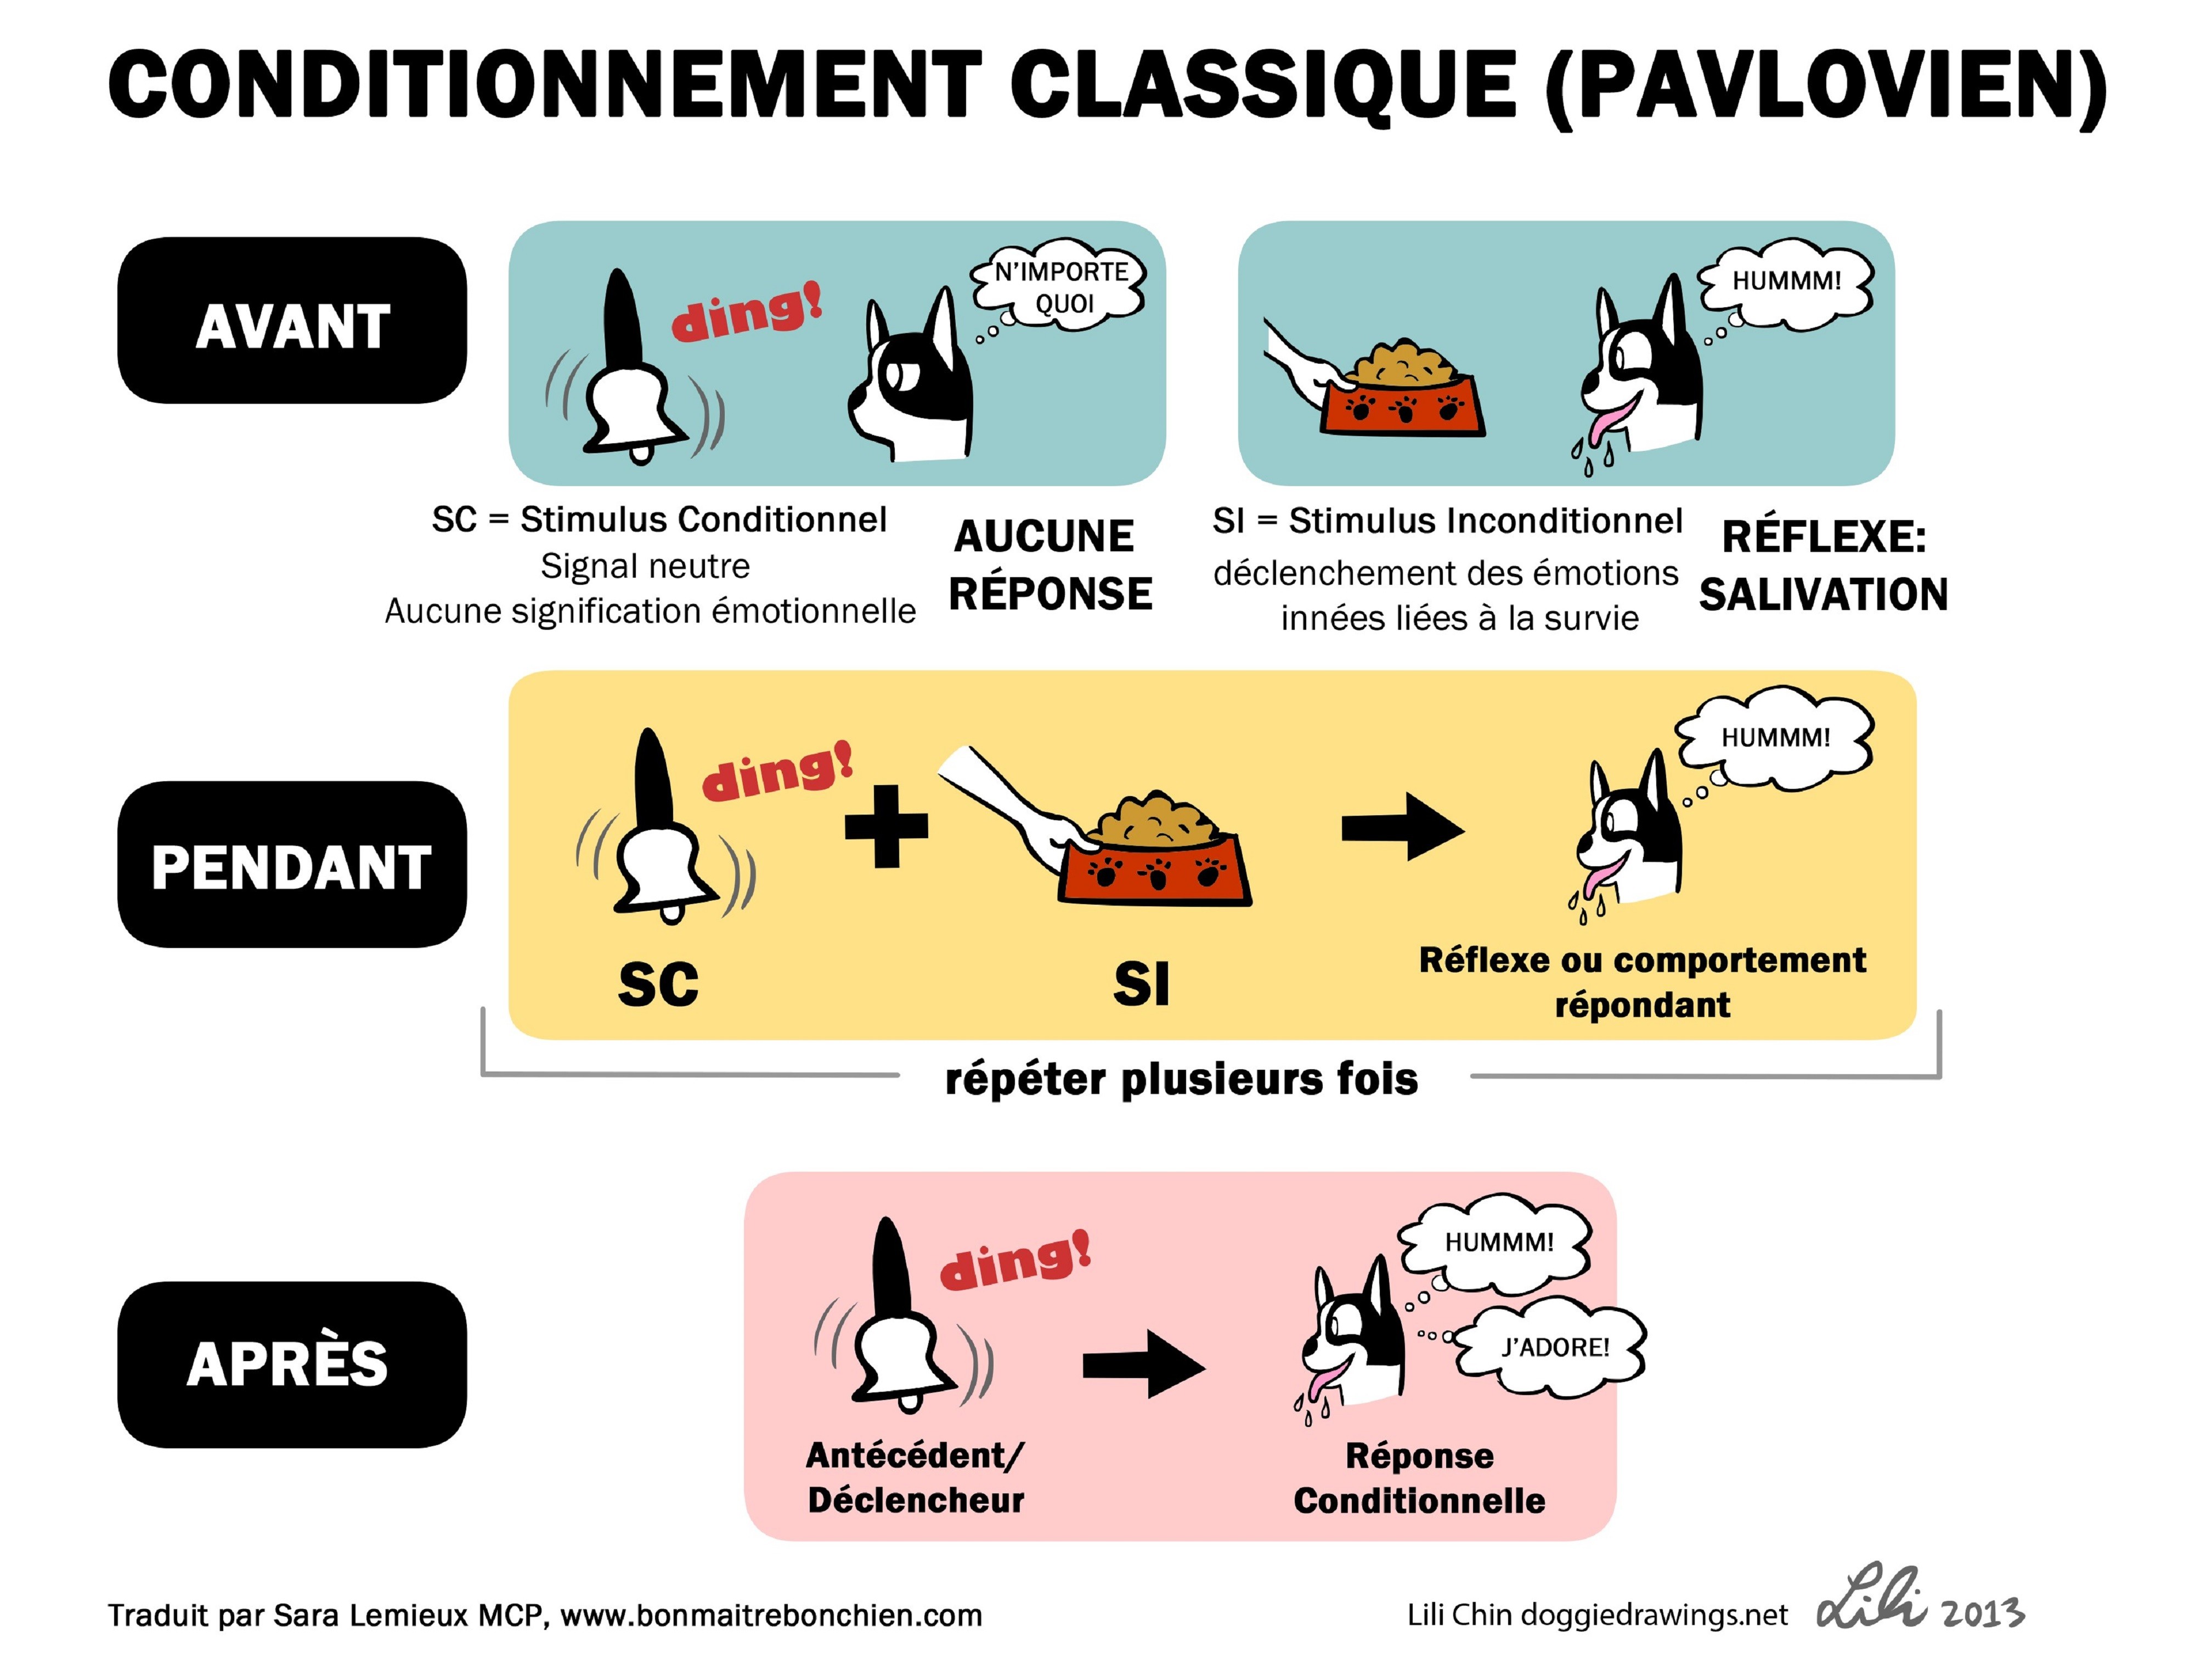 CONDITIONNEMENT CLASSIQUE (PAVLOVIEN)
AVANT
ding!
N'IMPORTE
QUOI
HUMMM!
SC = Stimulus Conditionnel
Signal neutre
Aucune signification émotionnelle
AUCUNE
RÉPONSE
SI = Stimulus Inconditionnel
déclenchement des émotions
innées liées à la survie
RÉFLEXE:
SALIVATION
PENDANT
ding!
HUMMM!
SC
SI
Réflexe ou comportement
répondant
répéter plusieurs fois
APRÈS
ding!
HUMMM!
J'ADORE!
Antécédent/
Déclencheur
Réponse
Conditionnelle
Traduit par Sara Lemieux MCP, www.bonmaitrebonchien.com
Lili Chin doggiedrawings.net
Lili 2013